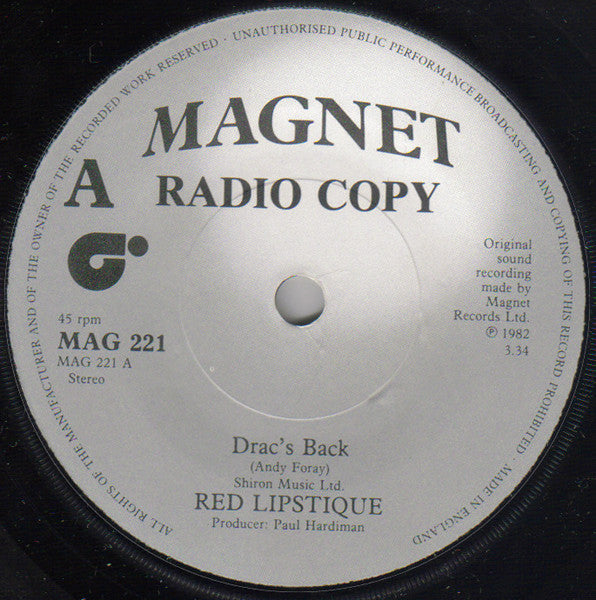 ALL RIGHTS OF THE MANUFACTURER AND OF THE OWNER OF THE RECORDED WORK RESERVED · UNAUTHORISED PUBLIC PERFORMANCE BROADCASTING AND COPYING OF THIS RECORD PROHIBITED · MADE IN ENGLAND
MAGNET
RADIO COPY
A
45 rpm
MAG 221
MAG 221 A
Stereo
Original
sound
recording
made by
Magnet
Records Ltd.
℗ 1982
3.34
Drac's Back
(Andy Foray)
Shiron Music Ltd.
RED LIPSTIQUE
Producer: Paul Hardiman